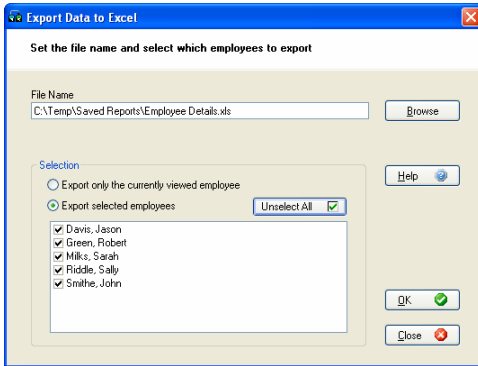 Export Data to Excel
Set the file name and select which employees to export
File Name
C:\Temp\Saved Reports\Employee Details.xls
Browse
Selection
Export only the currently viewed employee
Help
Export selected employees
Unselect All
Davis, Jason
Green, Robert
Milks, Sarah
Riddle, Sally
Smithe, John
OK
Close